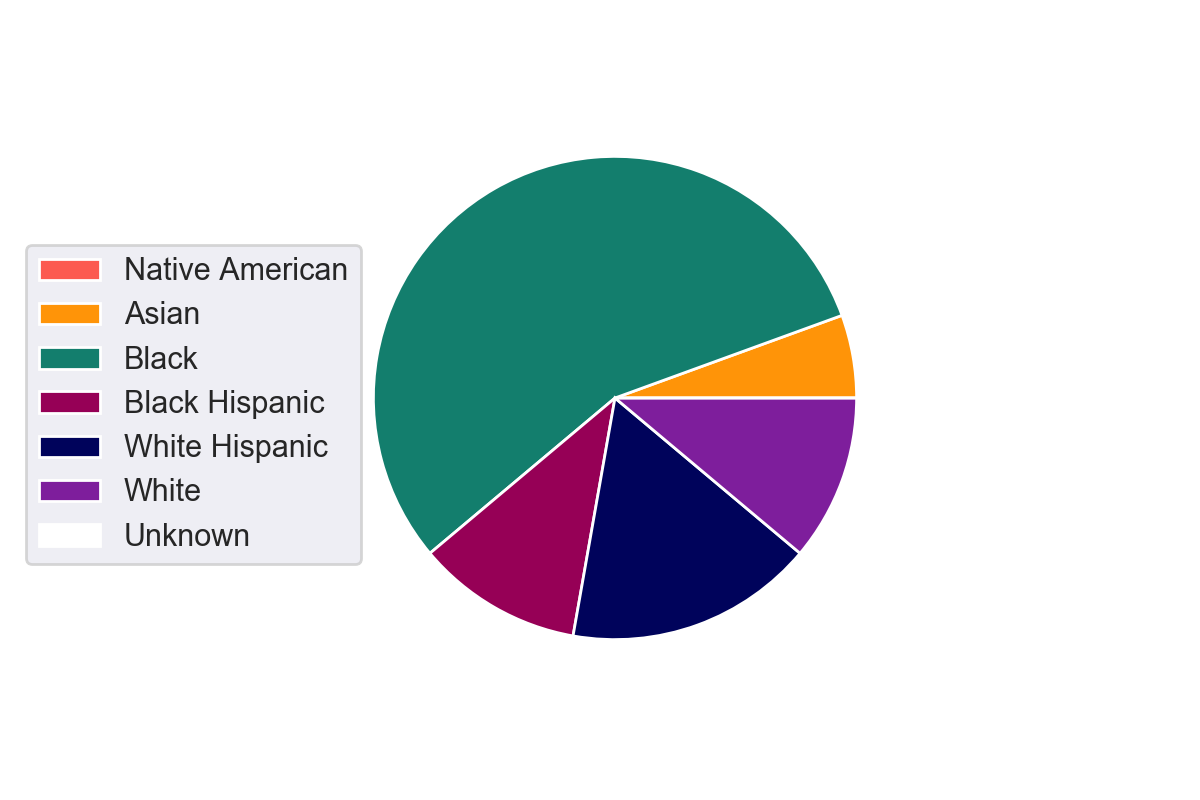 Native American
Asian
Black
Black Hispanic
White Hispanic
White
Unknown